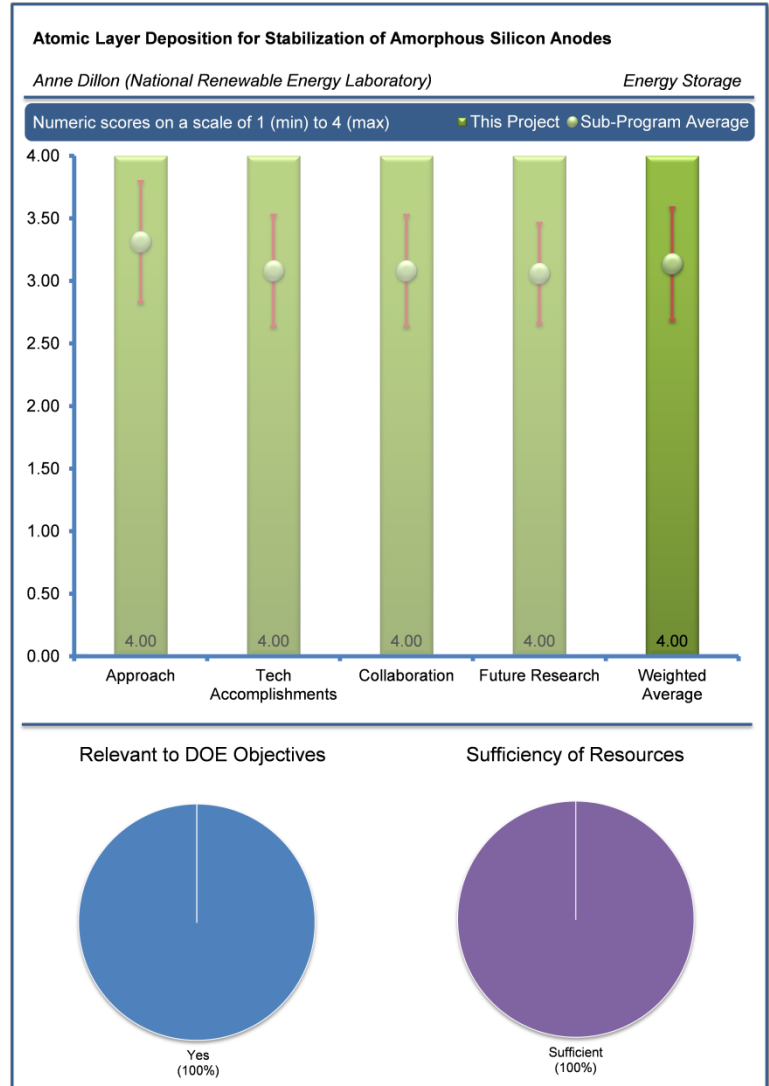 Atomic Layer Deposition for Stabilization of Amorphous Silicon Anodes
Anne Dillon (National Renewable Energy Laboratory) Energy Storage
Numeric scores on a scale of 1 (min) to 4 (max) This Project Sub-Program Average
4.00
3.50
3.00
2.50
2.00
1.50
1.00
0.50
0.00
4.00 4.00 4.00 4.00 4.00
Approach Tech Collaboration Future Research Weighted
Accomplishments Average
Relevant to DOE Objectives Sufficiency of Resources
Yes
(100%)
Sufficient
(100%)